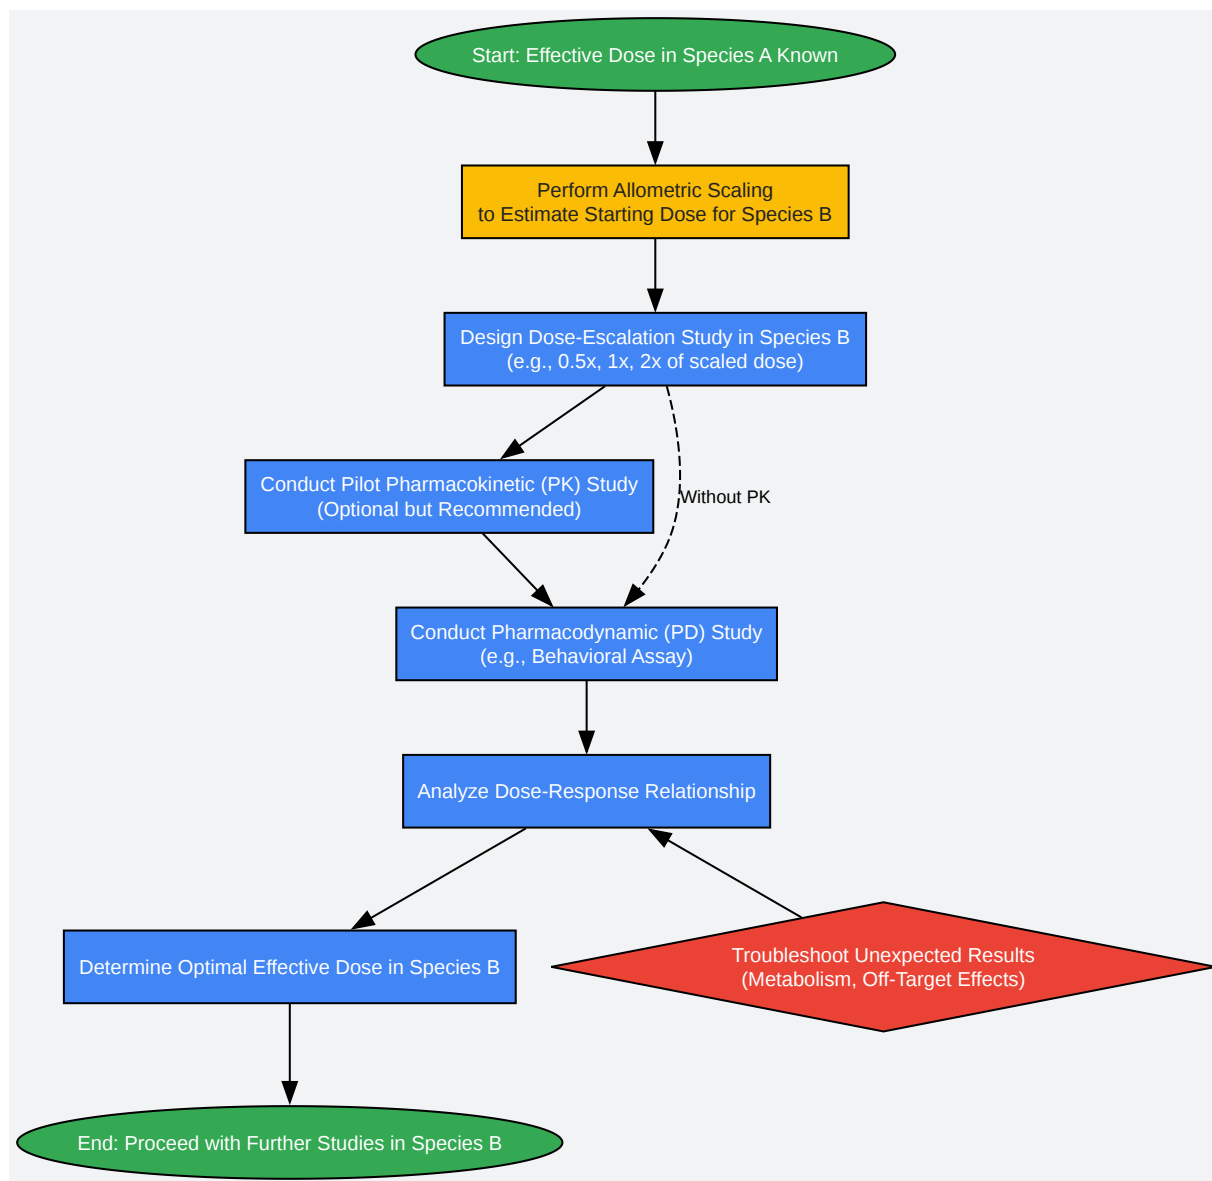 Start: Effective Dose in Species A Known
Perform Allometric Scaling
to Estimate Starting Dose for Species B
Design Dose-Escalation Study in Species B
(e.g., 0.5x, 1x, 2x of scaled dose)
Conduct Pilot Pharmacokinetic (PK) Study
(Optional but Recommended)
Without PK
Conduct Pharmacodynamic (PD) Study
(e.g., Behavioral Assay)
Analyze Dose-Response Relationship
Determine Optimal Effective Dose in Species B
Troubleshoot Unexpected Results
(Metabolism, Off-Target Effects)
End: Proceed with Further Studies in Species B